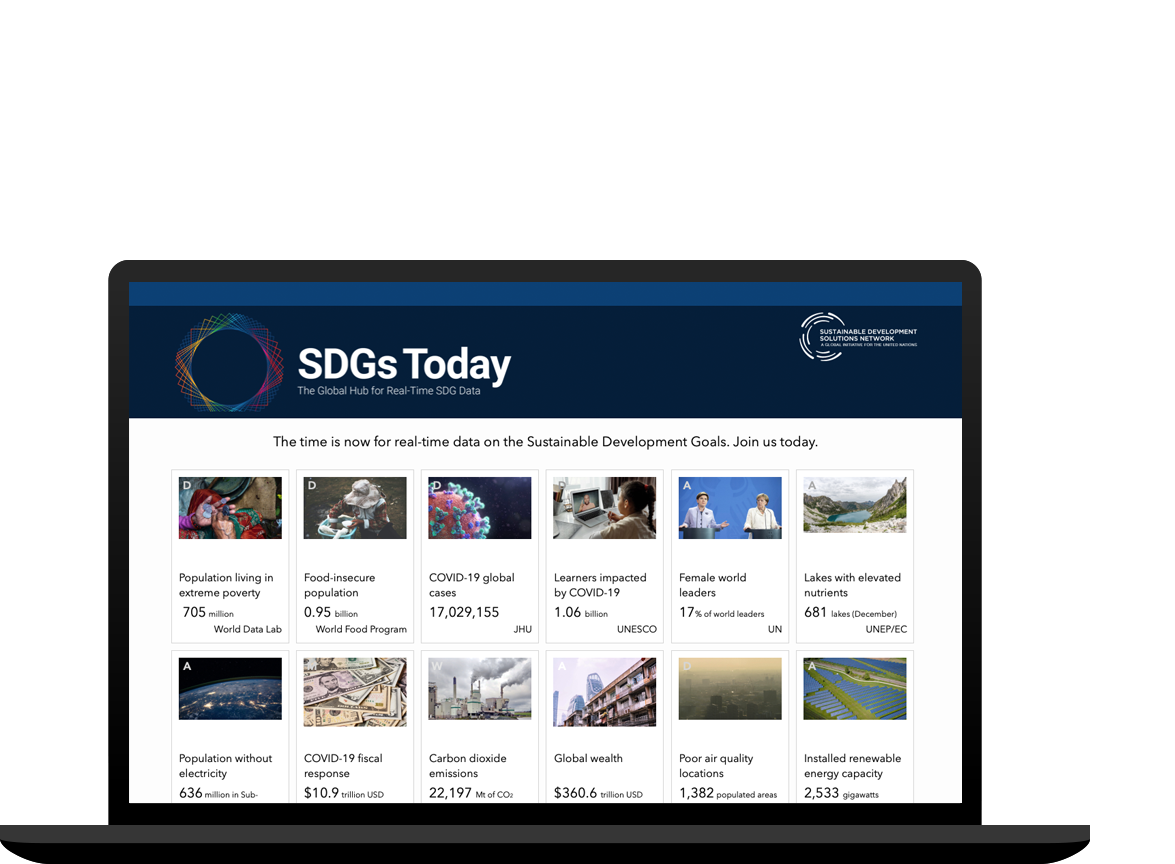 SDGs Today
The Global Hub for Real-Time SDG Data
SUSTAINABLE DEVELOPMENT
SOLUTIONS NETWORK
A GLOBAL INITIATIVE FOR THE UNITED NATIONS
The time is now for real-time data on the Sustainable Development Goals. Join us today.
D
Population living in
extreme poverty
705 million
World Data Lab
D
Food-insecure
population
0.95 billion
World Food Program
D
COVID-19 global
cases
17,029,155
JHU
D
Learners impacted
by COVID-19
1.06 billion
UNESCO
A
Female world
leaders
17% of world leaders
UN
A
Lakes with elevated
nutrients
681 lakes (December)
UNEP/EC
A
Population without
electricity
636 million in Sub-
COVID-19 fiscal
response
$10.9 trillion USD
W
Carbon dioxide
emissions
22,197 Mt of CO₂
A
Global wealth
$360.6 trillion USD
D
Poor air quality
locations
1,382 populated areas
A
Installed renewable
energy capacity
2,533 gigawatts